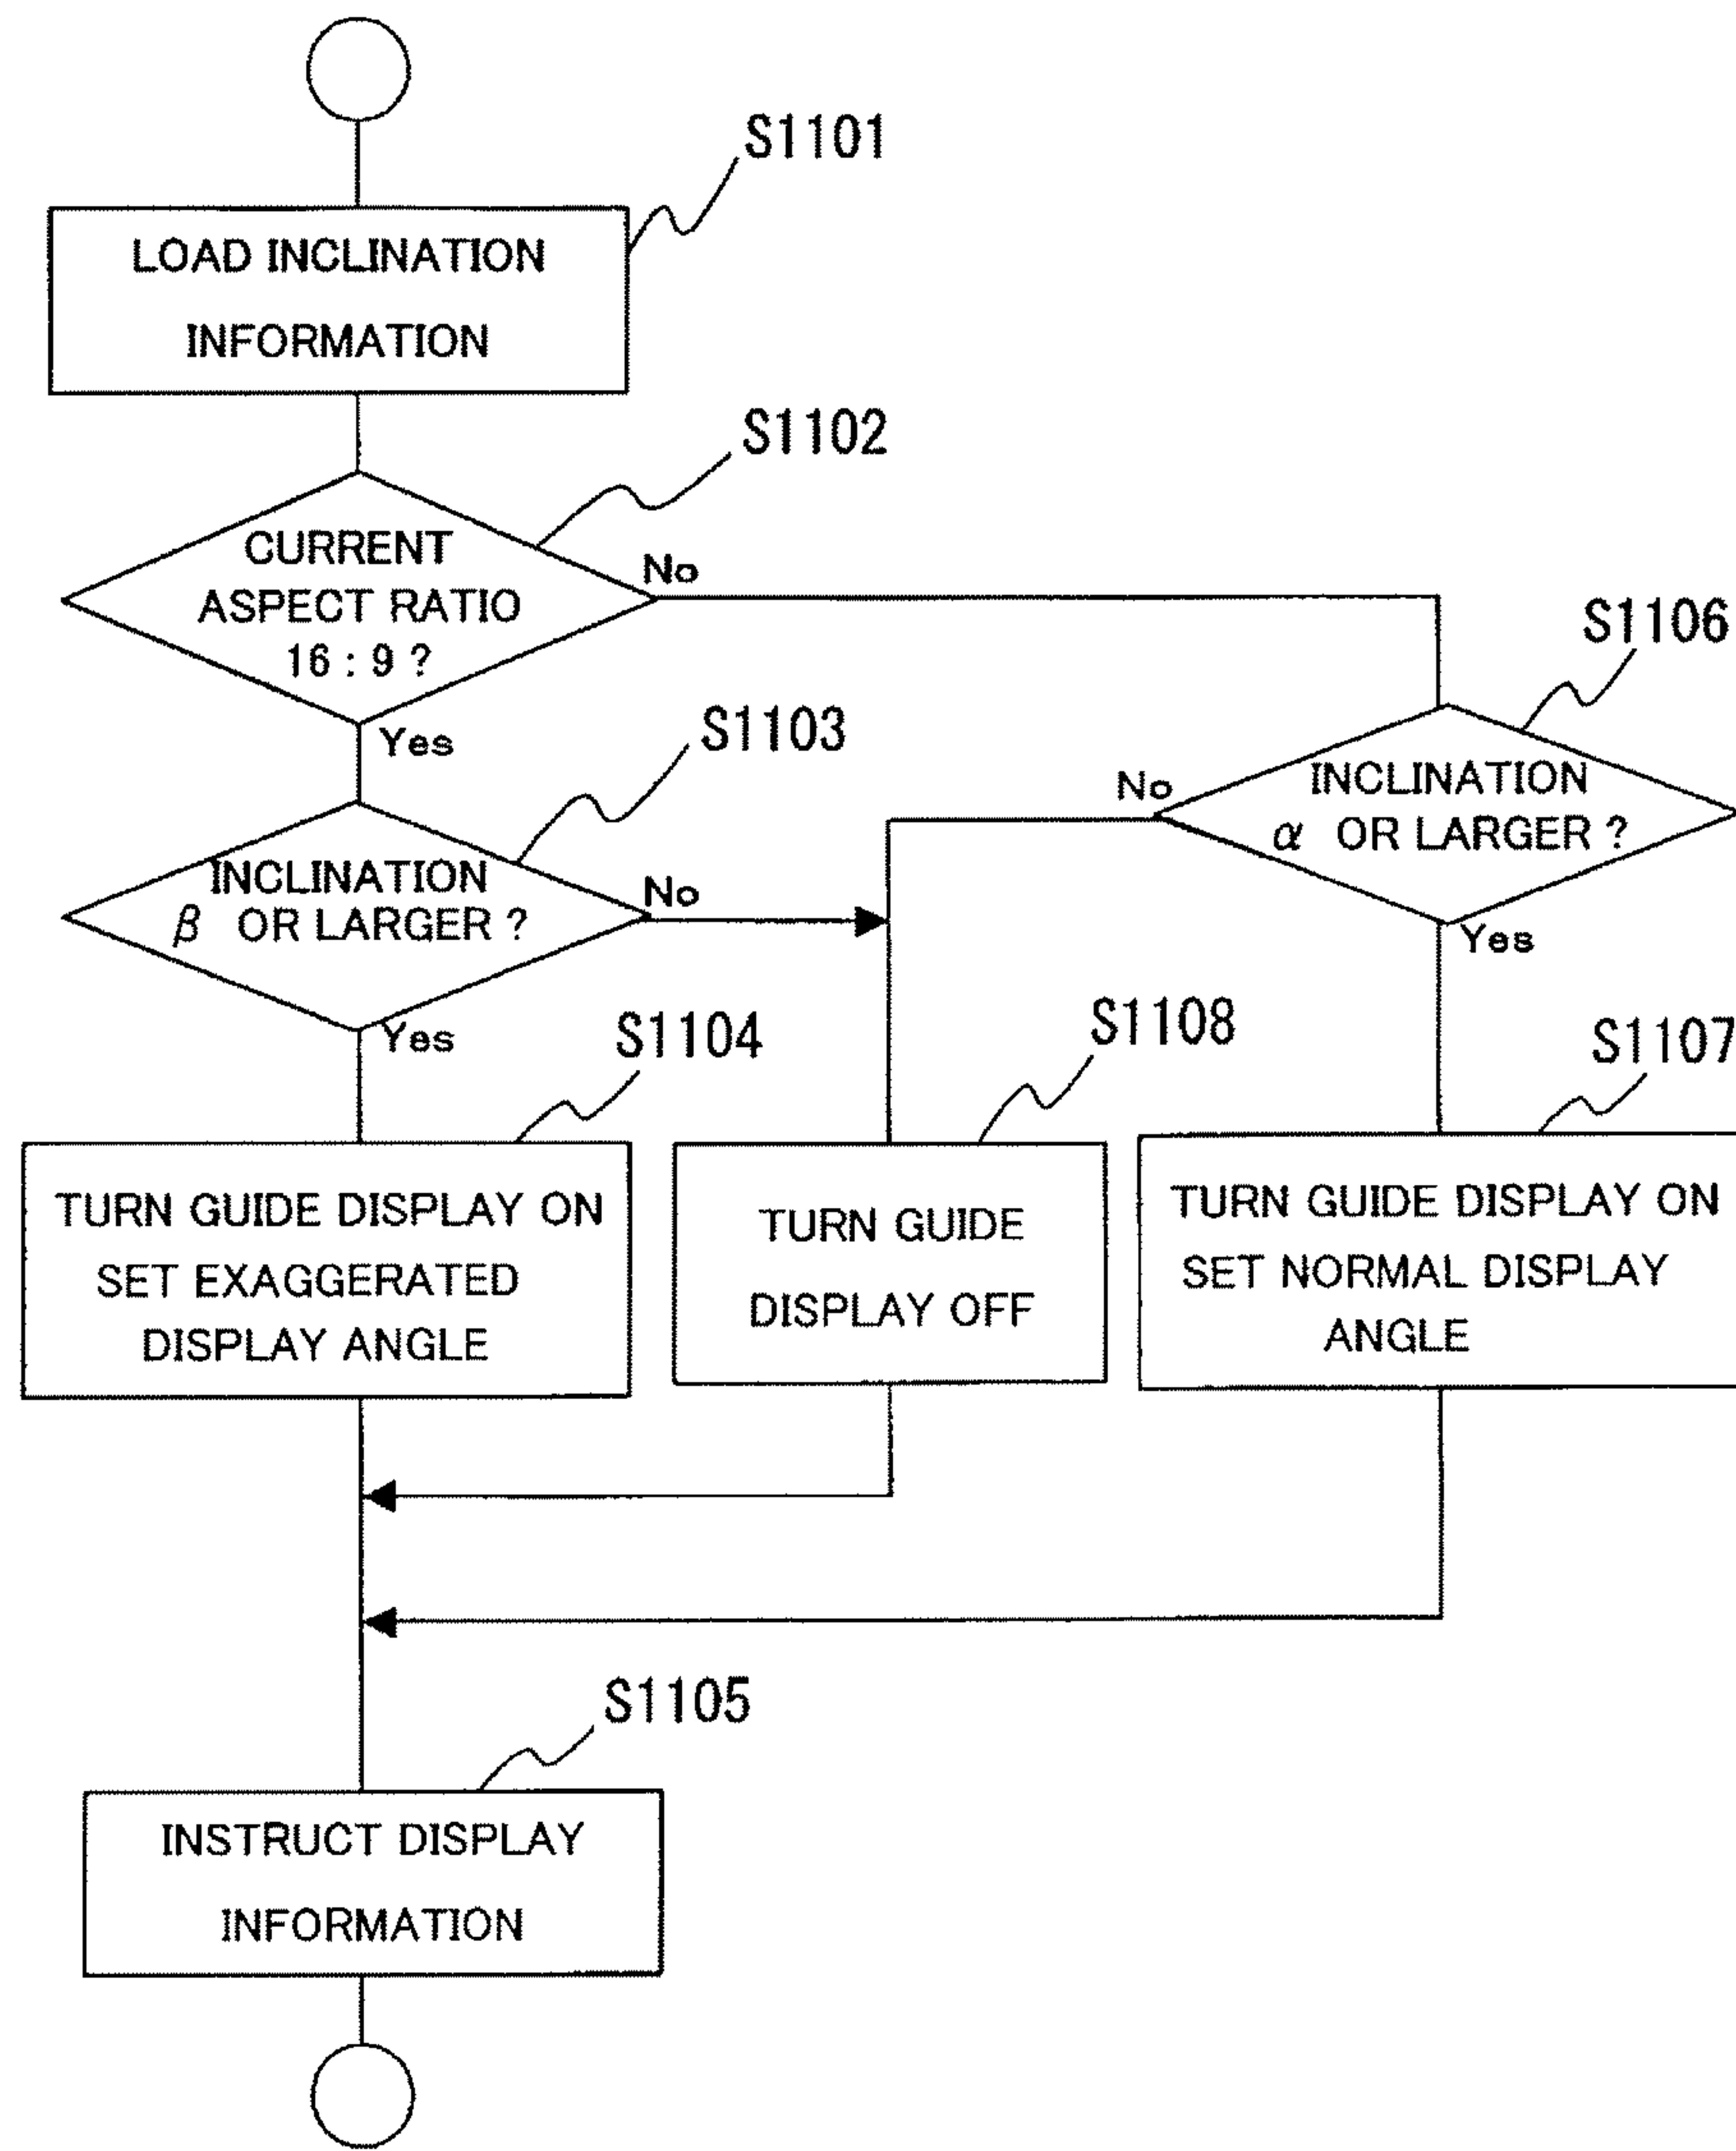 S1101
LOAD INCLINATION
INFORMATION
S1102
CURRENT
ASPECT RATIO
16 : 9 ?
No
Yes
S1103
INCLINATION
β OR LARGER ?
No
Yes
S1106
INCLINATION
α OR LARGER ?
No
Yes
S1104
TURN GUIDE DISPLAY ON
SET EXAGGERATED
DISPLAY ANGLE
S1108
TURN GUIDE
DISPLAY OFF
S1107
TURN GUIDE DISPLAY ON
SET NORMAL DISPLAY
ANGLE
S1105
INSTRUCT DISPLAY
INFORMATION